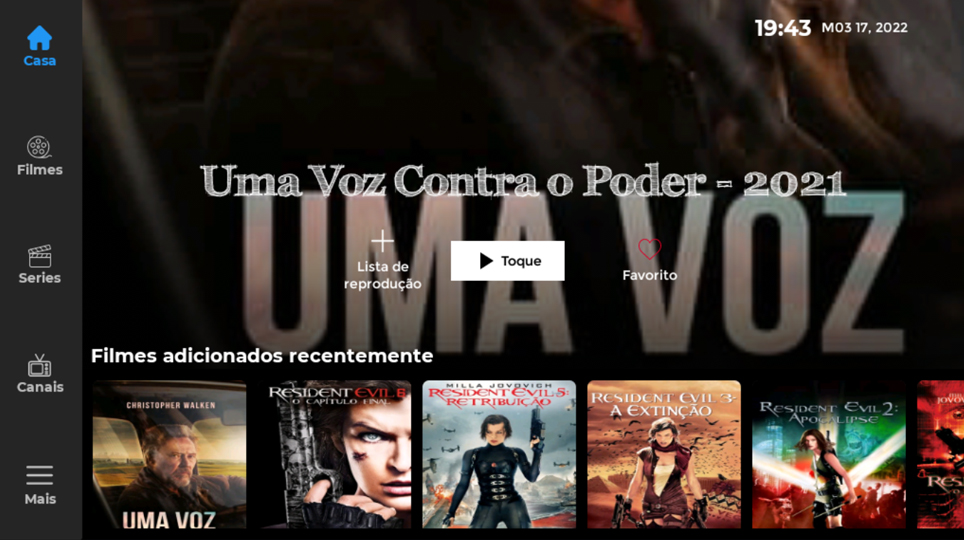 19:43 M03 17, 2022
Casa
Filmes
Series
Canais
Mais
Uma Voz Contra o Poder - 2021
UMA VOZ
Lista de
reprodução
Toque
Favorito
Filmes adicionados recentemente
CHRISTOPHER WALKEN
UMA VOZ
RESIDENT EVIL 6
O CAPÍTULO FINAL
MILLA JOVOVICH
RESIDENT EVIL 5:
RETRIBUIÇÃO
RESIDENT EVIL 3:
A EXTINÇÃO
RESIDENT EVIL 2:
APOCALIPSE